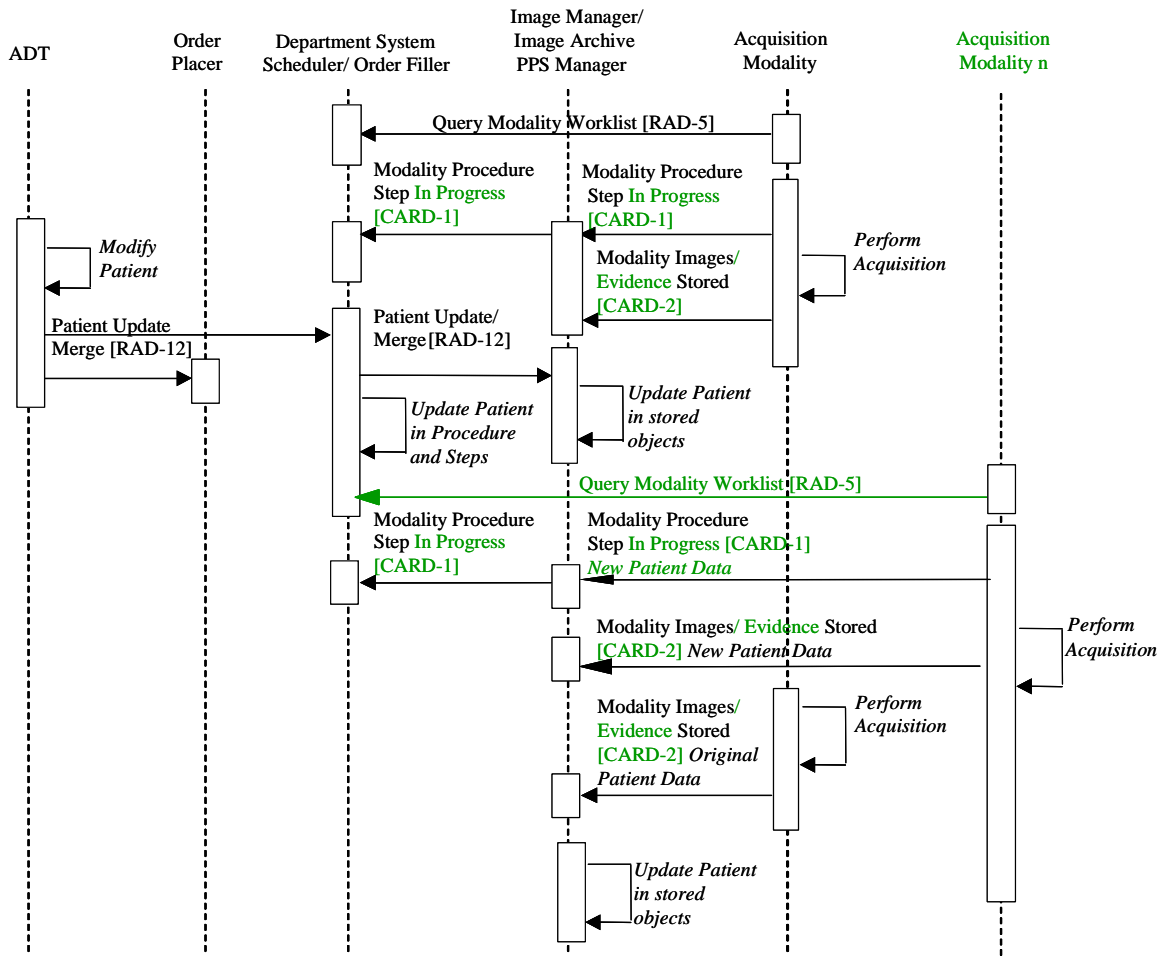 ADT
Order
Placer
Department System
Scheduler/ Order Filler
Image Manager/
Image Archive
PPS Manager
Acquisition
Modality
Acquisition
Modality n
Query Modality Worklist [RAD-5]
Modality Procedure
Step In Progress
[CARD-1]
Modality Procedure
Step In Progress
[CARD-1]
Modify
Patient
Perform
Acquisition
Modality Images/
Evidence Stored
[CARD-2]
Patient Update
Merge [RAD-12]
Patient Update/
Merge [RAD-12]
Update Patient
in Procedure
and Steps
Update Patient
in stored
objects
Query Modality Worklist [RAD-5]
Modality Procedure
Step In Progress
[CARD-1]
Modality Procedure
Step In Progress [CARD-1]
New Patient Data
Modality Images/ Evidence Stored
[CARD-2] New Patient Data
Perform
Acquisition
Modality Images/
Evidence Stored
[CARD-2] Original
Patient Data
Perform
Acquisition
Update Patient
in stored
objects